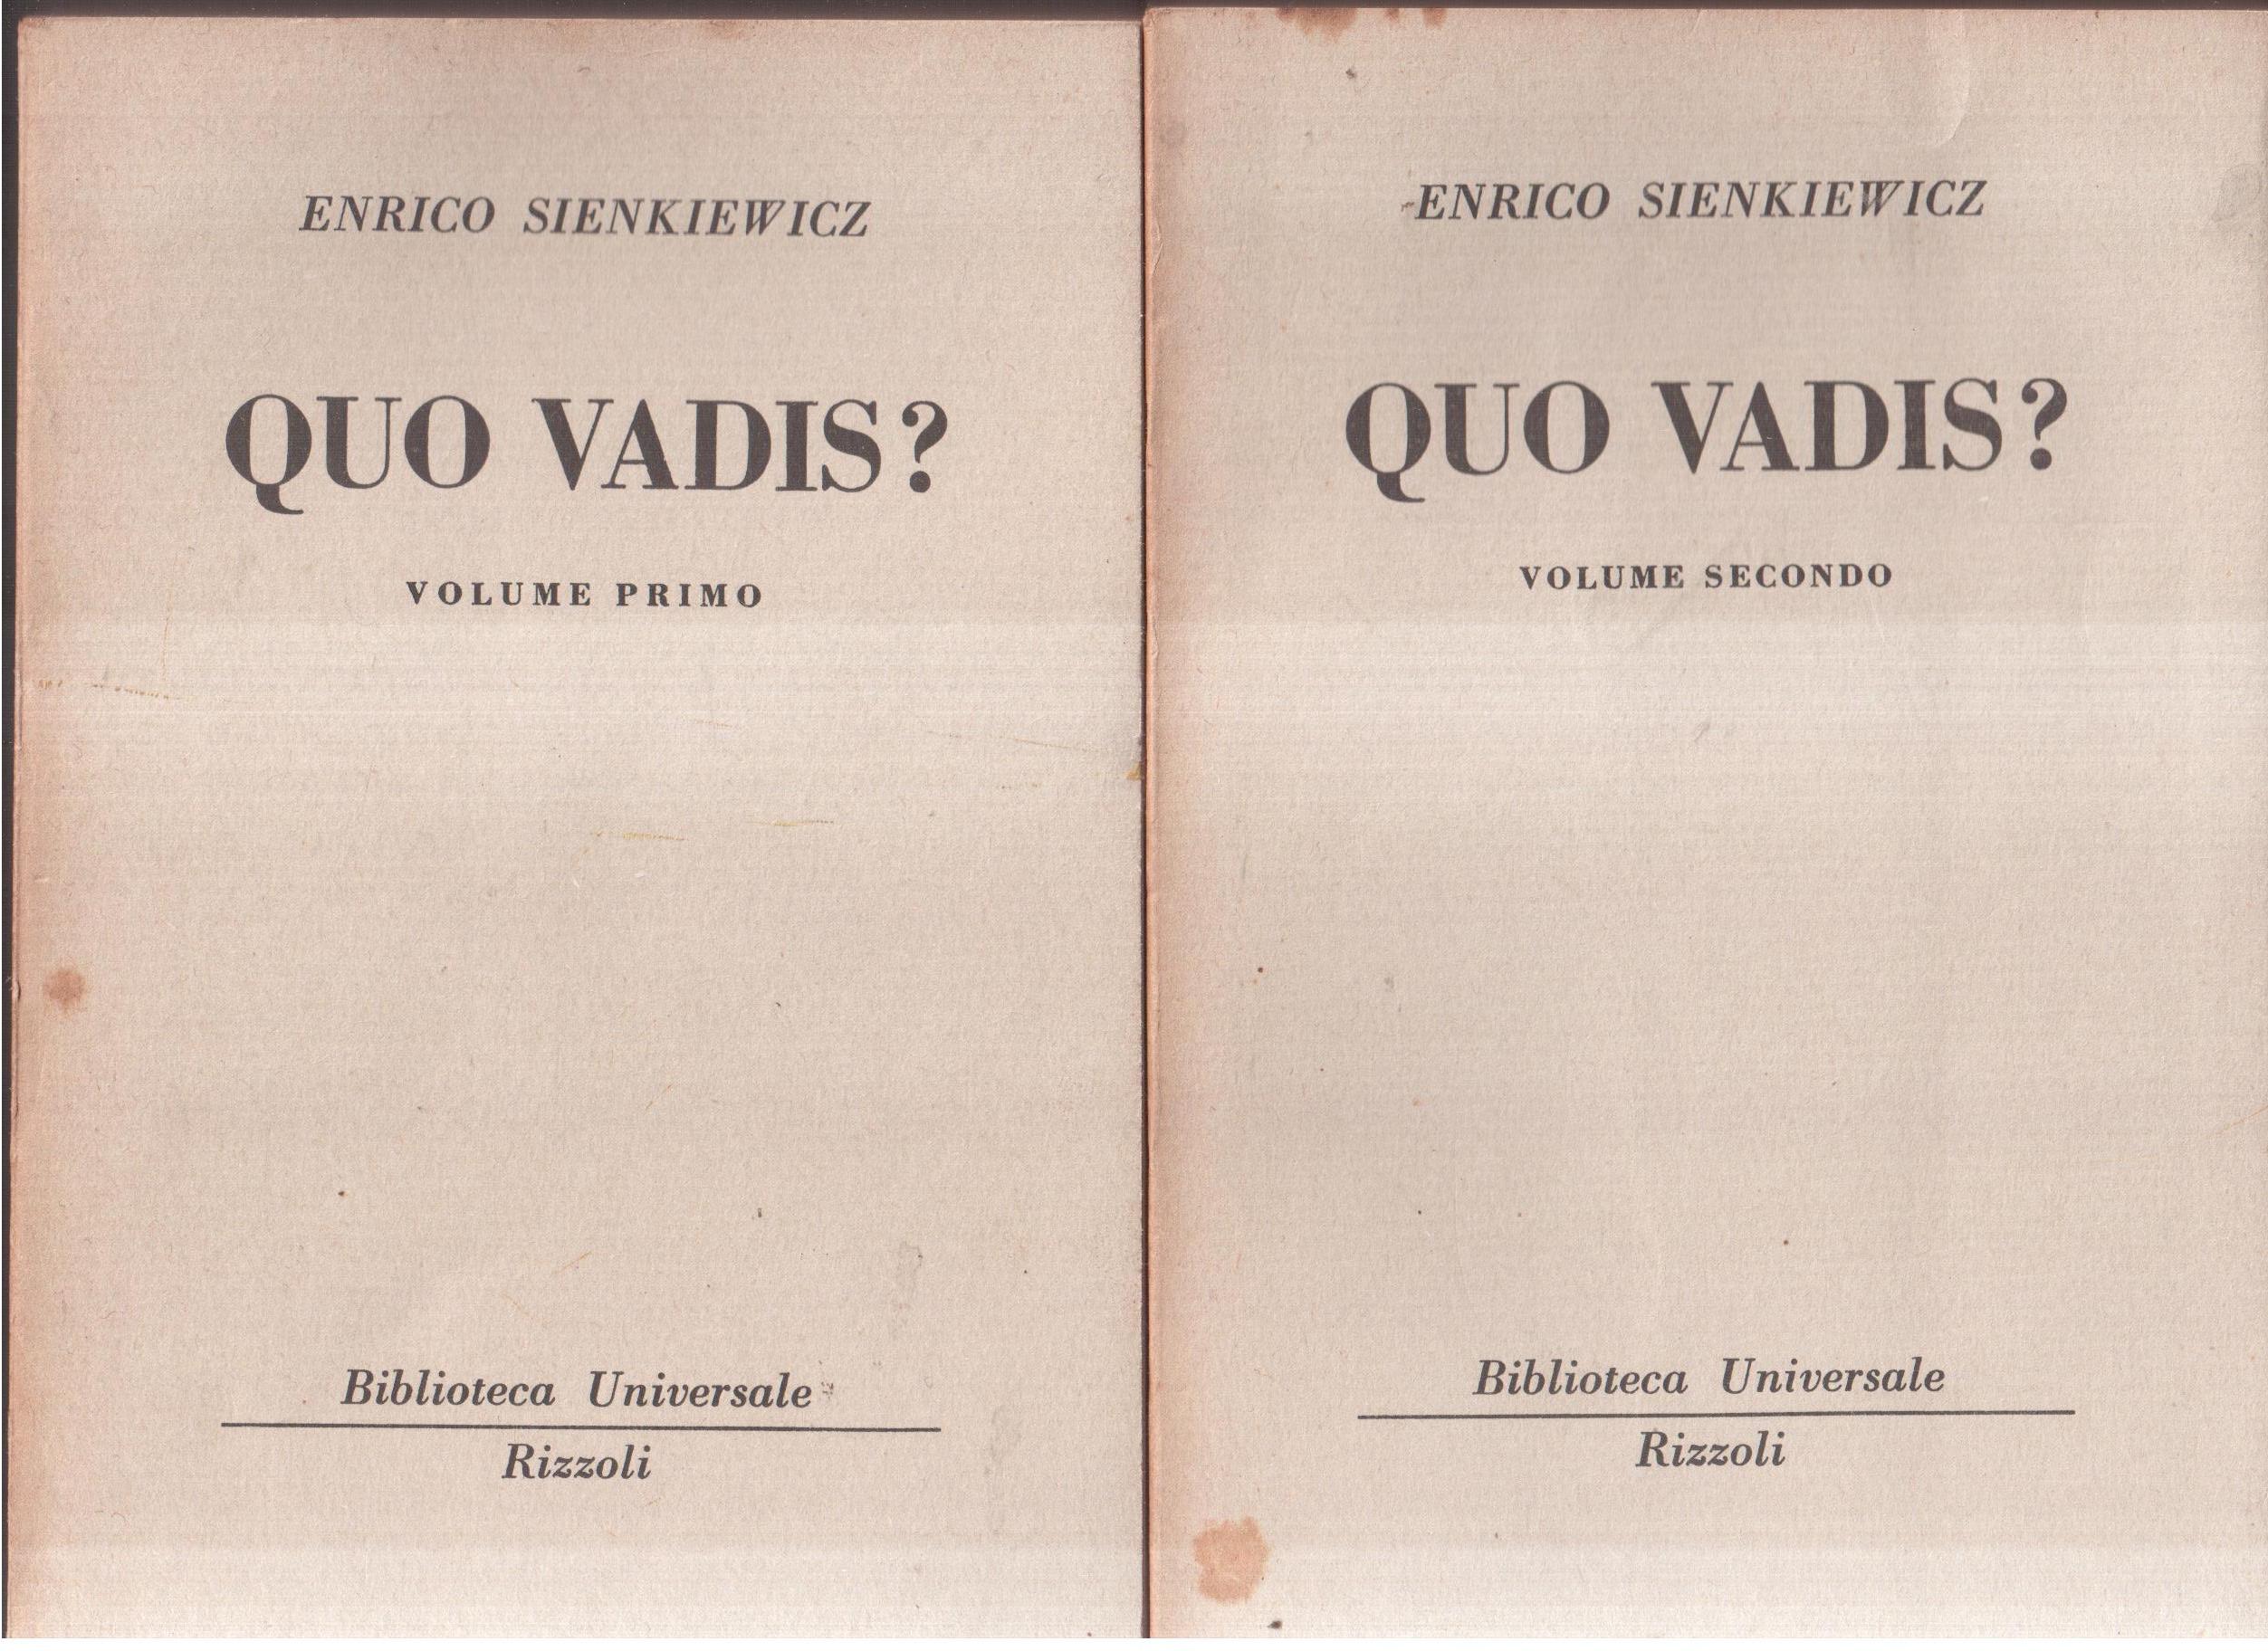 ENRICO SIENKIEWICZ
QUO VADIS?
VOLUME PRIMO
Biblioteca Universale
Rizzoli
ENRICO SIENKIEWICZ
QUO VADIS?
VOLUME SECONDO
Biblioteca Universale
Rizzoli